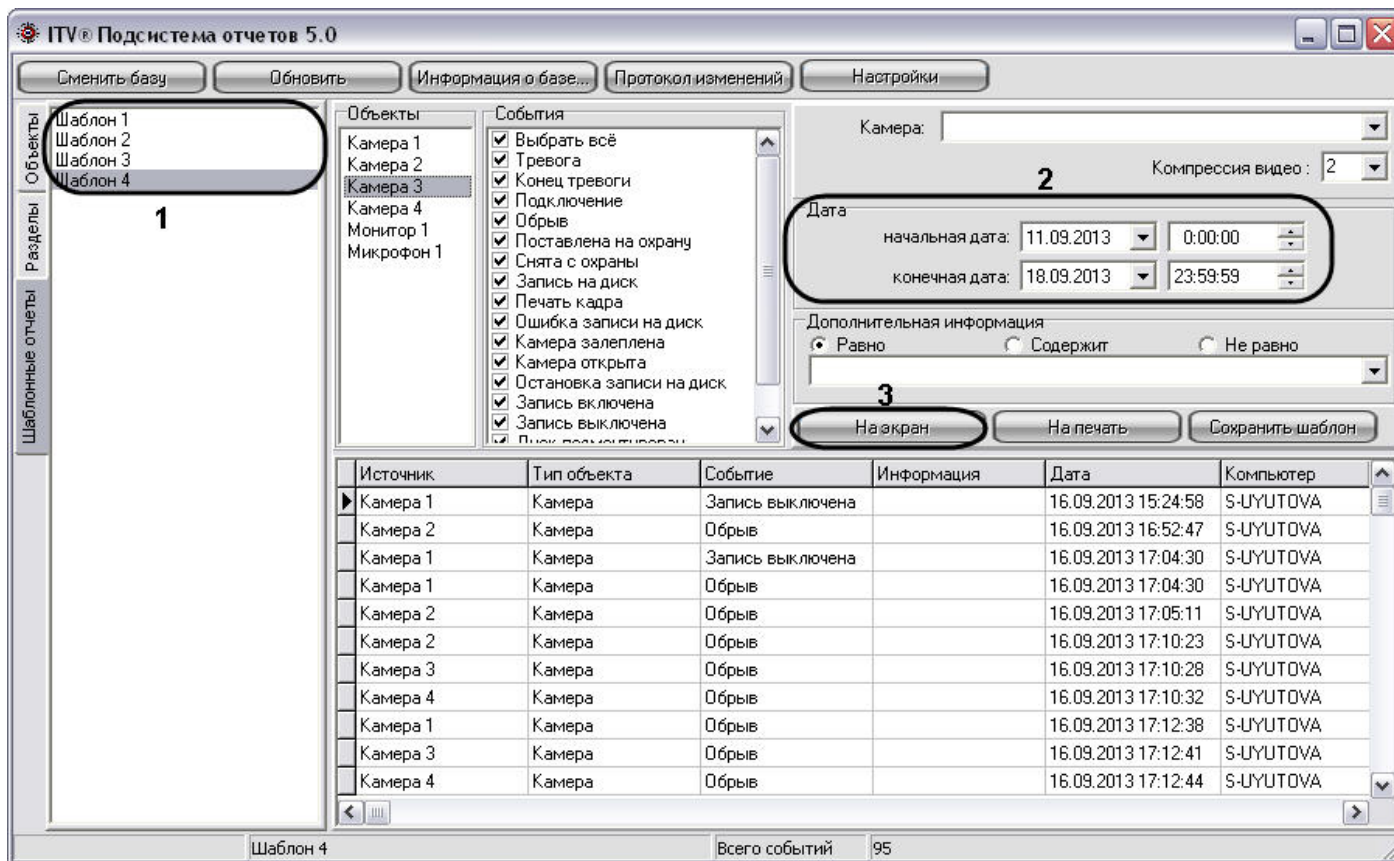 ITV® Подсистема отчетов 5.0
Сменить базу Обновить Информация о базе... Протокол изменений Настройки
Объекты
Разделы
Шаблонные отчеты
Шаблон 1
Шаблон 2
Шаблон 3
Шаблон 4
1
Объекты
Камера 1
Камера 2
Камера 3
Камера 4
Монитор 1
Микрофон 1
События
Выбрать всё
Тревога
Конец тревоги
Подключение
Обрыв
Поставлена на охрану
Снята с охраны
Запись на диск
Печать кадра
Ошибка записи на диск
Камера залеплена
Камера открыта
Остановка записи на диск
Запись включена
Запись выключена
Камера:
Компрессия видео : 2
2
Дата
начальная дата: 11.09.2013 0:00:00
конечная дата: 18.09.2013 23:59:59
Дополнительная информация
Равно Содержит Не равно
3
На экран На печать Сохранить шаблон
Источник Тип объекта Событие Информация Дата Компьютер
Камера 1 Камера Запись выключена 16.09.2013 15:24:58 S-UYUTOVA
Камера 2 Камера Обрыв 16.09.2013 16:52:47 S-UYUTOVA
Камера 1 Камера Запись выключена 16.09.2013 17:04:30 S-UYUTOVA
Камера 1 Камера Обрыв 16.09.2013 17:04:30 S-UYUTOVA
Камера 2 Камера Обрыв 16.09.2013 17:05:11 S-UYUTOVA
Камера 2 Камера Обрыв 16.09.2013 17:10:23 S-UYUTOVA
Камера 3 Камера Обрыв 16.09.2013 17:10:28 S-UYUTOVA
Камера 4 Камера Обрыв 16.09.2013 17:10:32 S-UYUTOVA
Камера 1 Камера Обрыв 16.09.2013 17:12:38 S-UYUTOVA
Камера 3 Камера Обрыв 16.09.2013 17:12:41 S-UYUTOVA
Камера 4 Камера Обрыв 16.09.2013 17:12:44 S-UYUTOVA
Шаблон 4 Всего событий 95